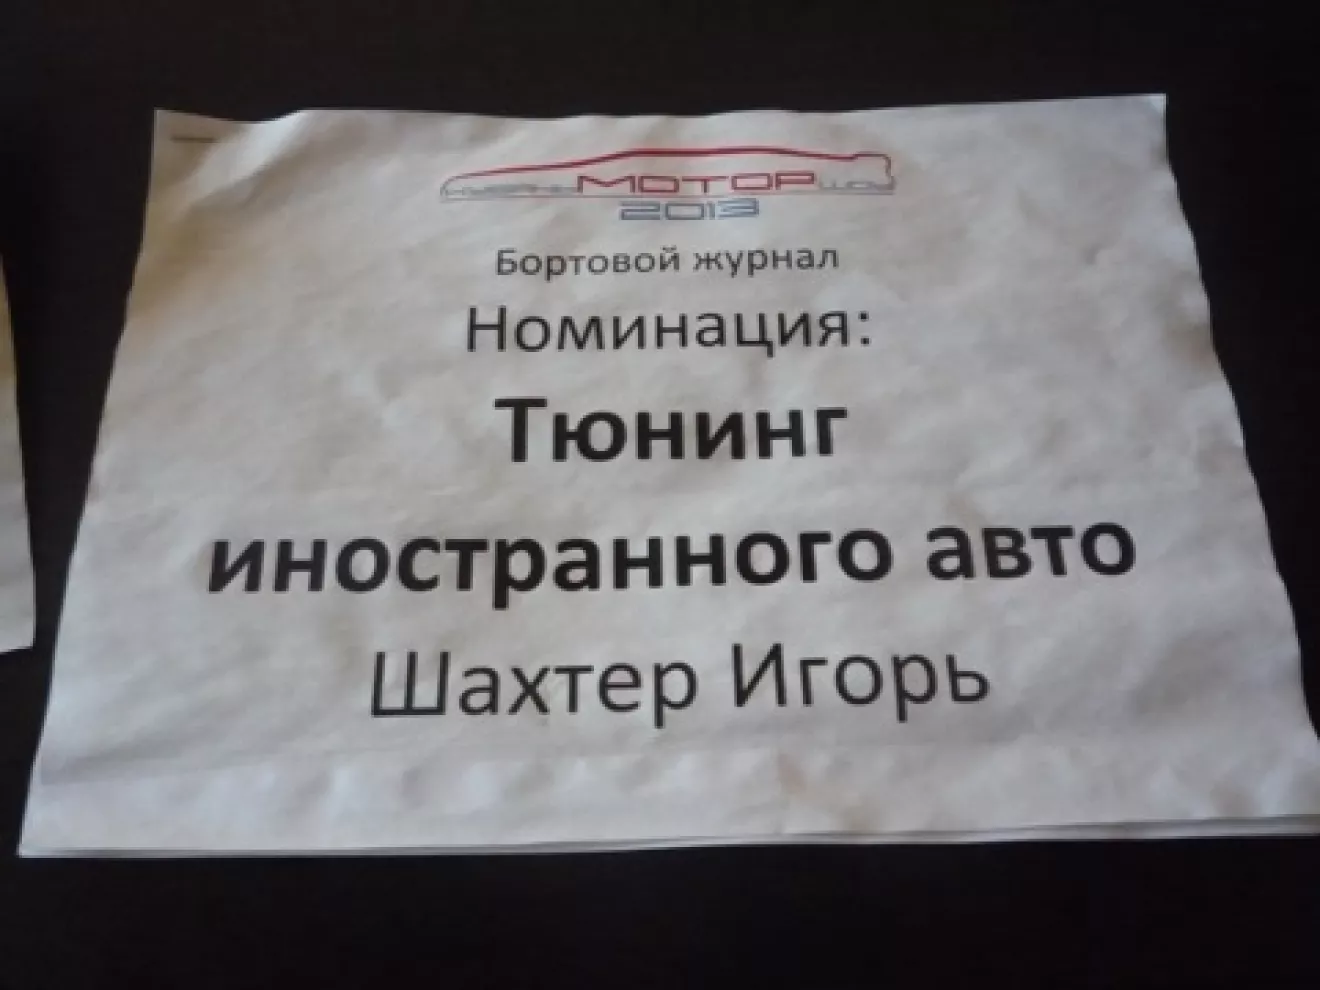 МОТОР
2013
Бортовой журнал
Номинация:
Тюнинг
иностранного авто
Шахтер Игорь